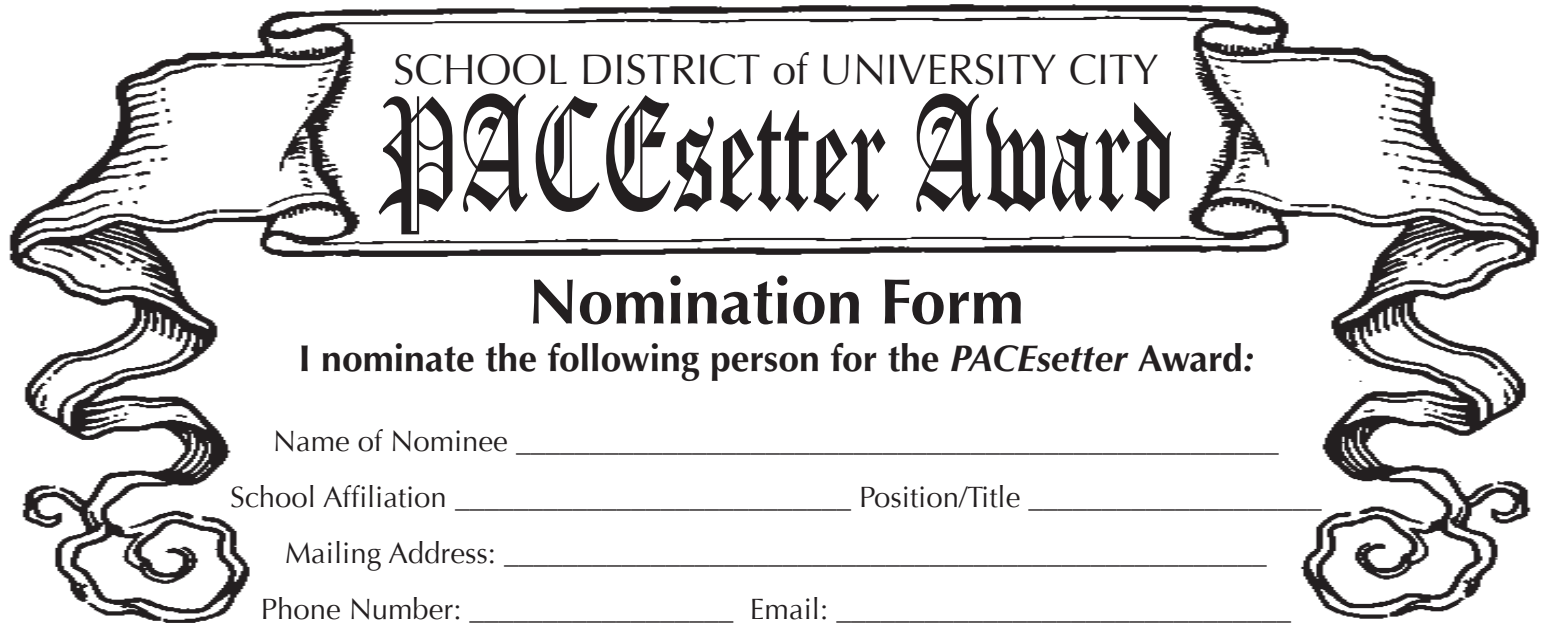 SCHOOL DISTRICT of UNIVERSITY CITY
PACEsetter Award
Nomination Form
I nominate the following person for the PACEsetter Award:
Name of Nominee
School Affiliation Position/Title
Mailing Address:
Phone Number: Email: